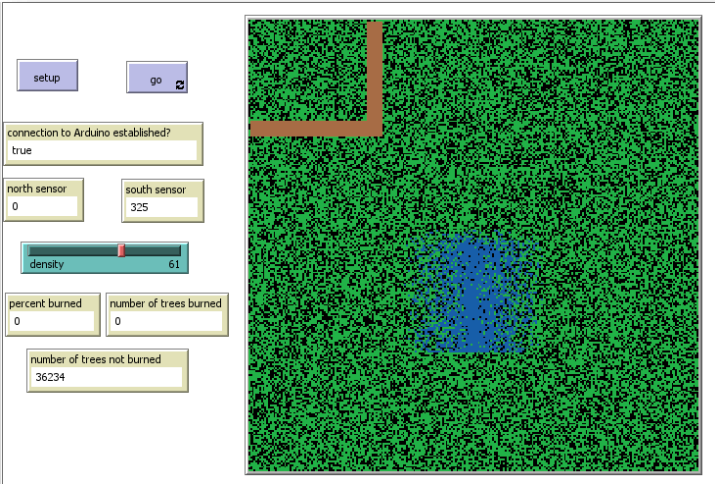 setup
go
connection to Arduino established?
true
north sensor
0
south sensor
325
density 61
percent burned
0
number of trees burned
0
number of trees not burned
36234